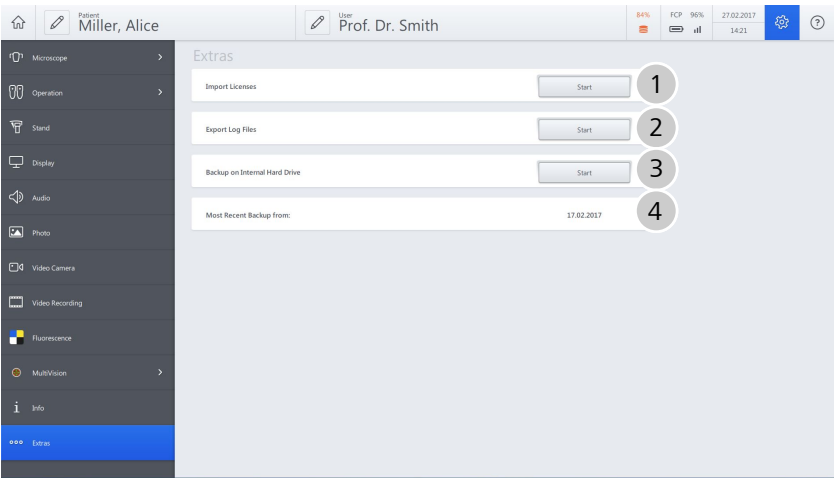 Patient
Miller, Alice
User
Prof. Dr. Smith
84%
FCP 96%
27.02.2017
14:21
?
Microscope
Operation
Stand
Display
Audio
Photo
Video Camera
Video Recording
Fluorescence
MultiVision
i Info
Extras
Extras
Import Licenses Start 1
Export Log Files Start 2
Backup on Internal Hard Drive Start 3
Most Recent Backup from: 17.02.2017 4